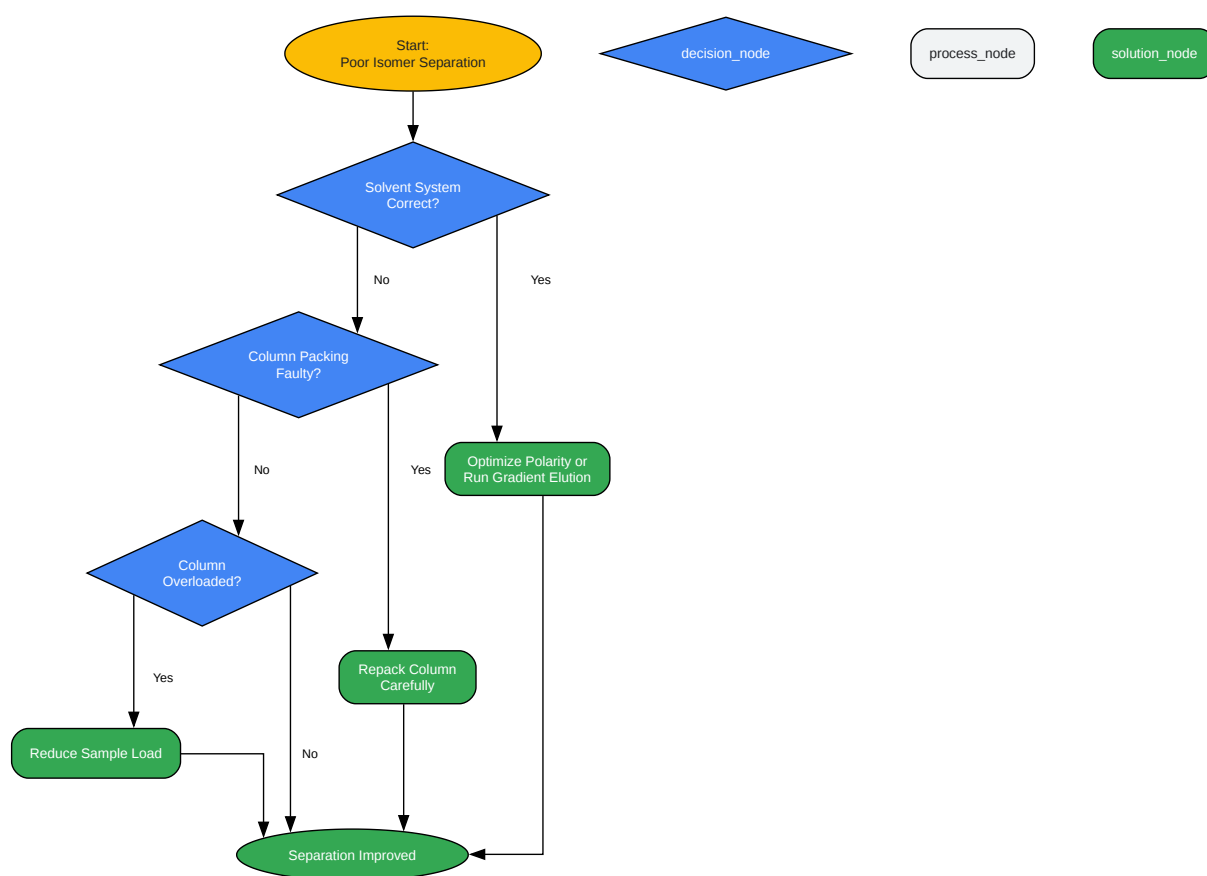 Start:
Poor Isomer Separation
decision_node
process_node
solution_node
Solvent System
Correct?
No
Yes
Column Packing
Faulty?
No
Yes
Optimize Polarity or
Run Gradient Elution
Column
Overloaded?
Yes
Repack Column
Carefully
Reduce Sample Load
No
Separation Improved